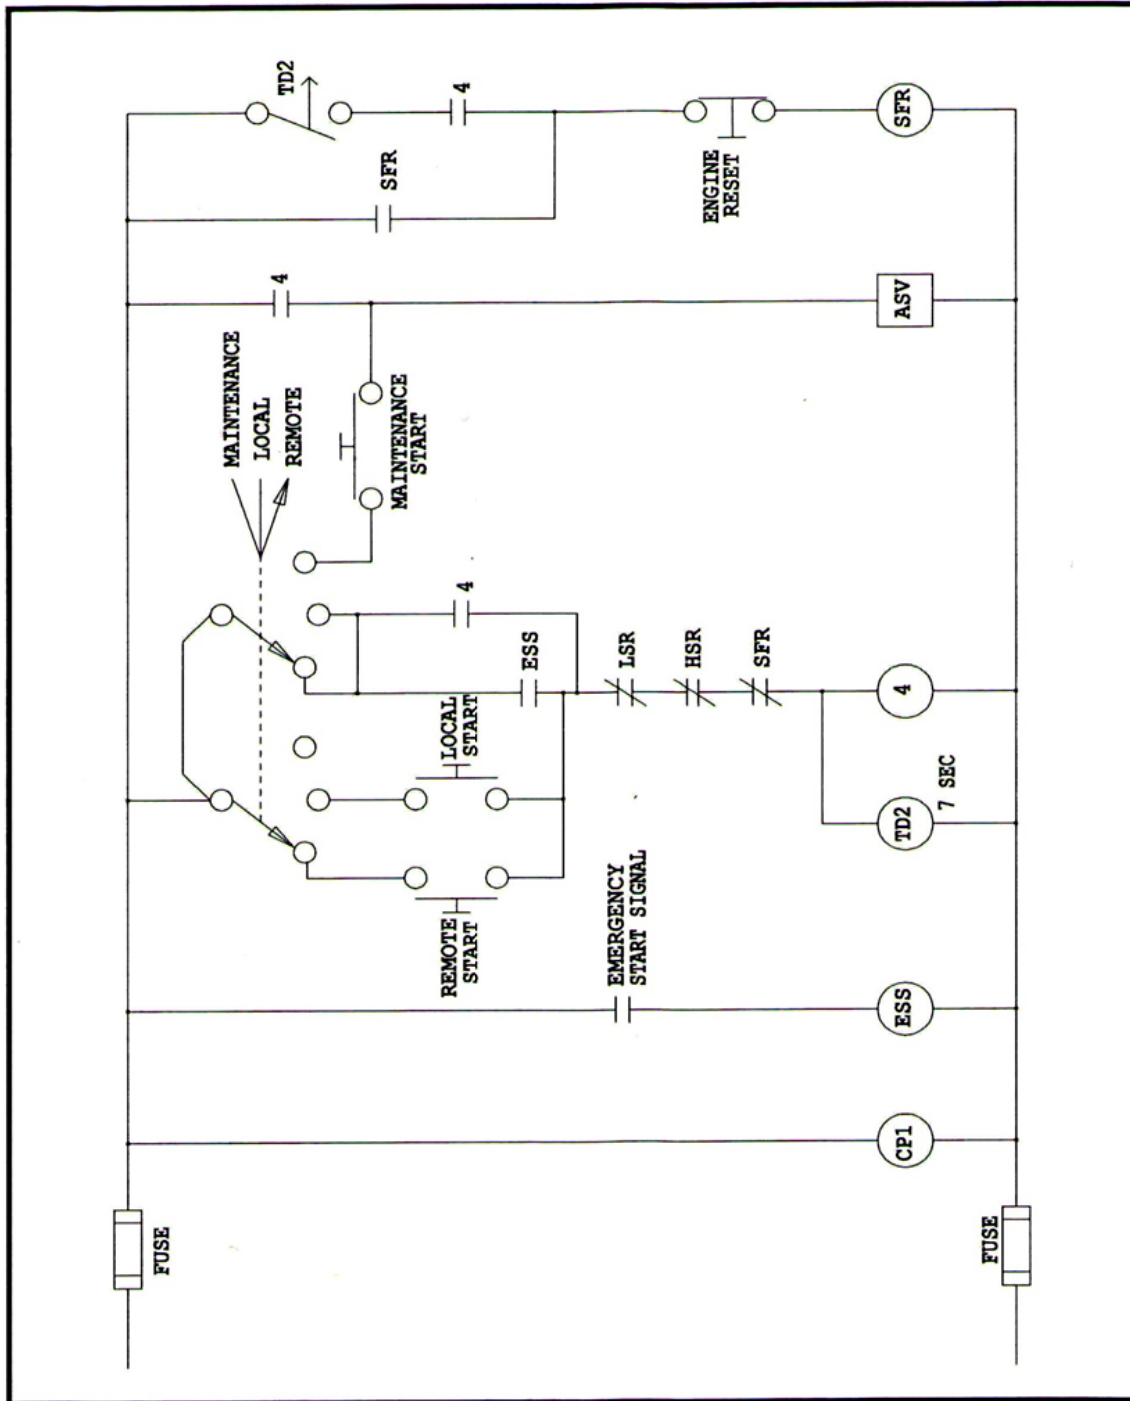 FUSE
FUSE
CP1
ESS
EMERGENCY
START SIGNAL
REMOTE
START
LOCAL
START
TD2
7 SEC
4
ESS
4
LSR
HSR
SFR
MAINTENANCE
LOCAL
REMOTE
MAINTENANCE
START
4
ASV
SFR
TD2
4
ENGINE
RESET
SFR